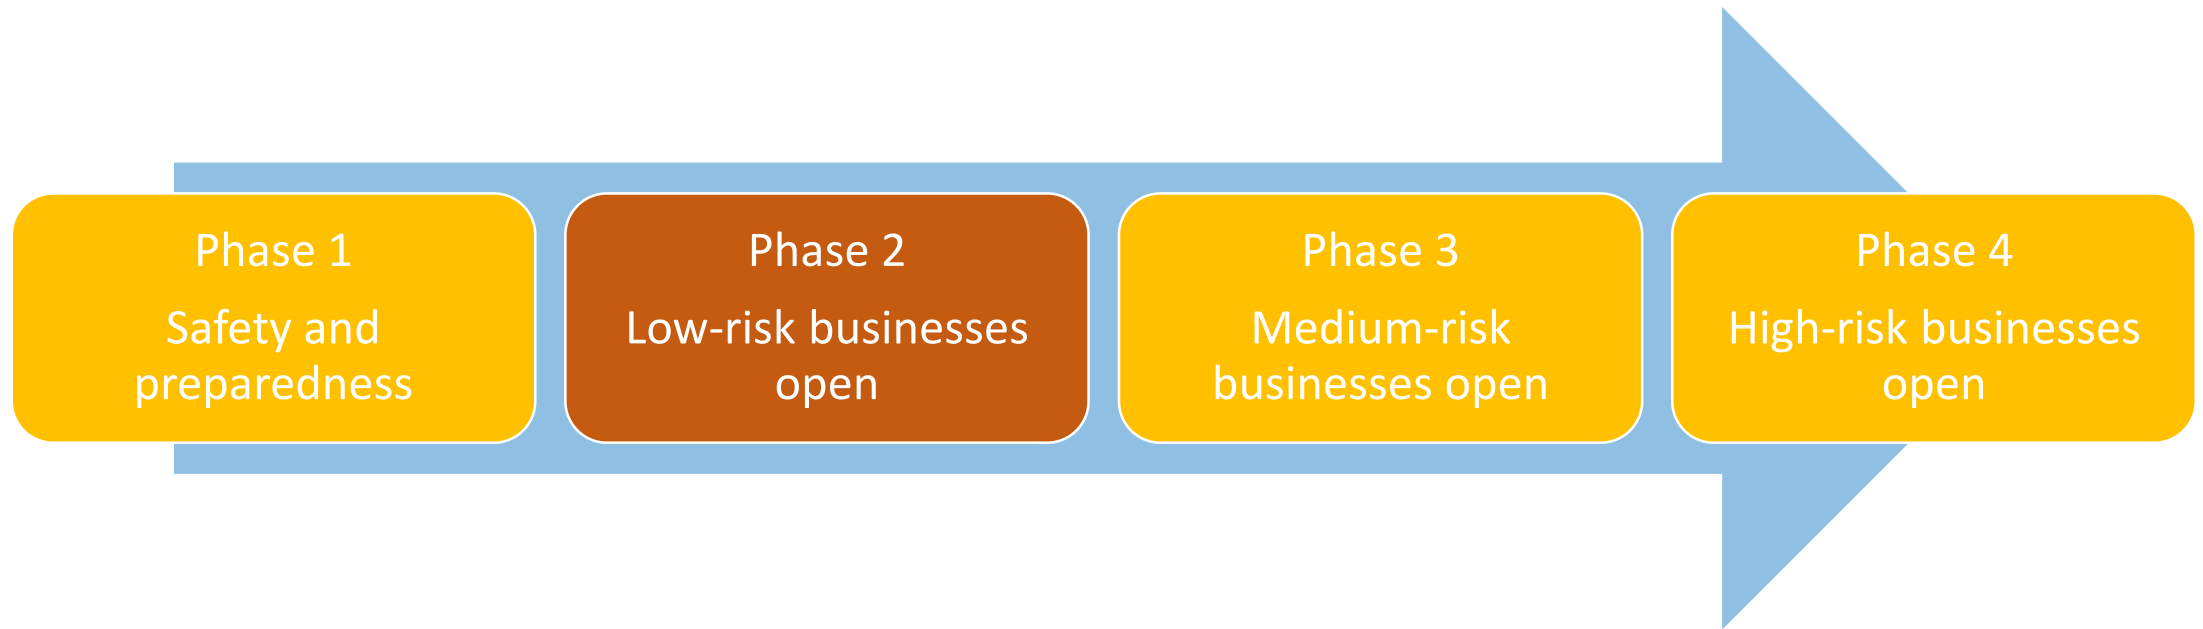 Phase 1
Safety and
preparedness
Phase 2
Low-risk businesses
open
Phase 3
Medium-risk
businesses open
Phase 4
High-risk businesses
open